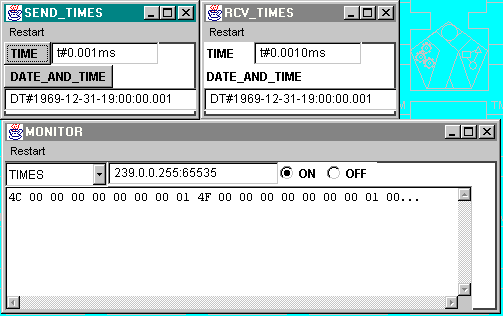 SEND_TIMES
Restart
TIME t#0.001ms
DATE_AND_TIME
DT#1969-12-31-19:00:00.001
RCV_TIMES
Restart
TIME t#0.0010ms
DATE_AND_TIME
DT#1969-12-31-19:00:00.001
MONITOR
Restart
TIMES 239.0.0.255:65535 ON OFF
4C 00 00 00 00 00 00 00 01 4F 00 00 00 00 00 00 00 01 00...